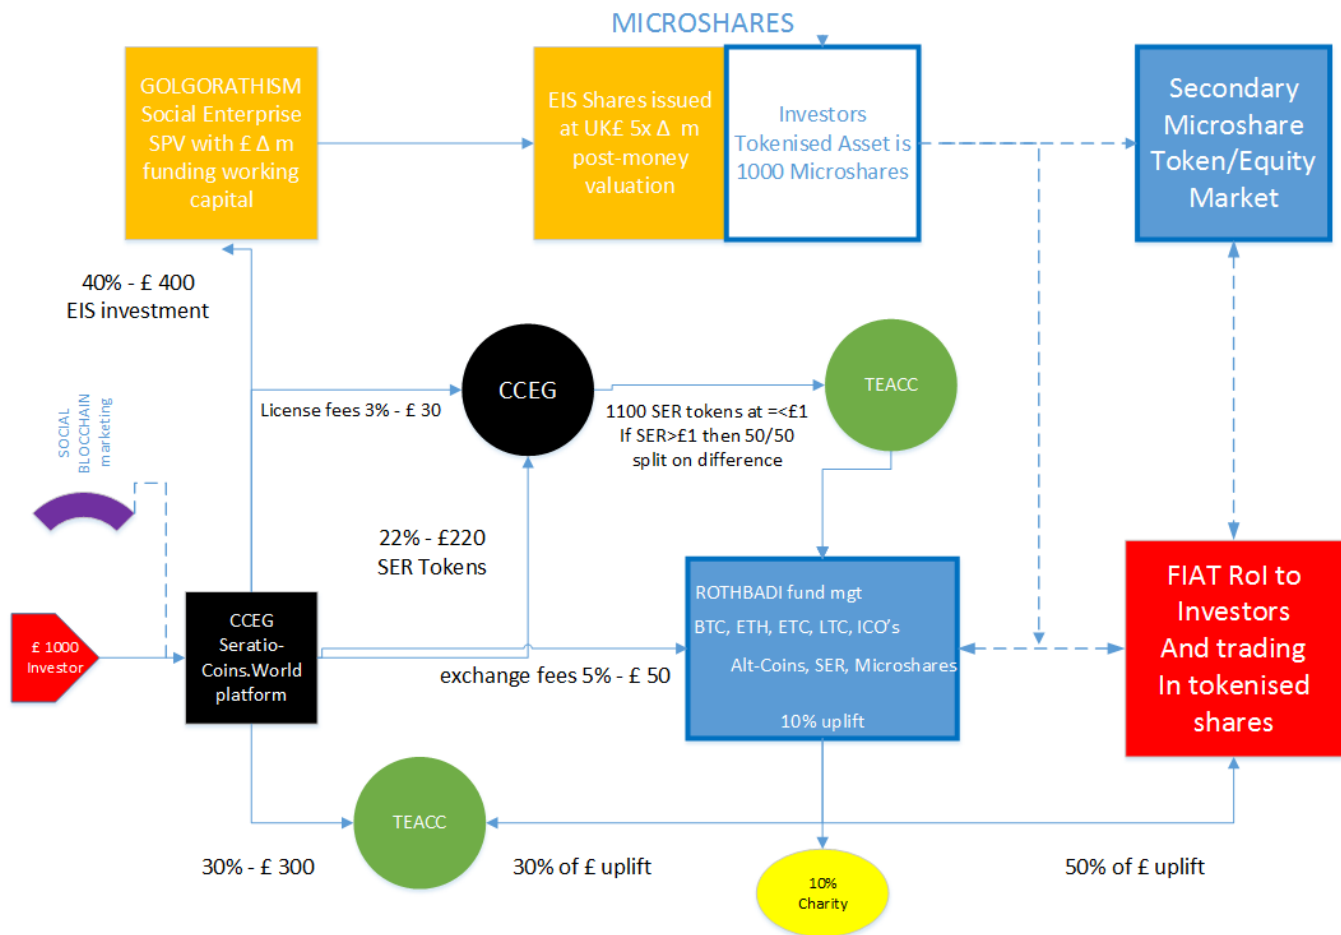 MICROSHARES
GOLGORATHISM
Social Enterprise
SPV with £ Δ m
funding working
capital
EIS Shares issued
at UK£ 5x Δ m
post-money
valuation
Investors
Tokenised Asset is
1000 Microshares
Secondary
Microshare
Token/Equity
Market
40% - £ 400
EIS investment
CCEG
TEACC
License fees 3% - £ 30
1100 SER tokens at =<£1
If SER>£1 then 50/50
split on difference
SOCIAL
BLOCCHAIN
marketing
22% - £220
SER Tokens
£ 1000
Investor
CCEG
Seratio-
Coins.World
platform
exchange fees 5% - £ 50
ROTHBADI fund mgt
BTC, ETH, ETC, LTC, ICO's
Alt-Coins, SER, Microshares
10% uplift
FIAT RoI to
Investors
And trading
In tokenised
shares
TEACC
30% - £ 300
30% of £ uplift
50% of £ uplift
10%
Charity